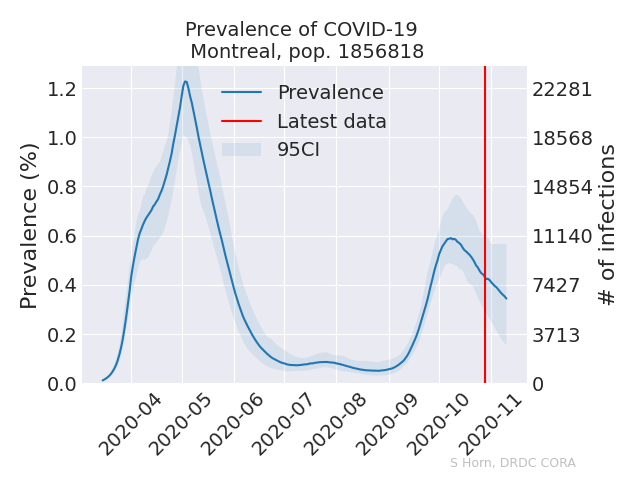 Prevalence of COVID-19
Montreal, pop. 1856818
Prevalence
Latest data
95CI
Prevalence (%)
1.2
1.0
0.8
0.6
0.4
0.2
0.0
22281
18568
14854
11140
7427
3713
0
# of infections
2020-04
2020-05
2020-06
2020-07
2020-08
2020-09
2020-10
2020-11
S Horn, DRDC CORA